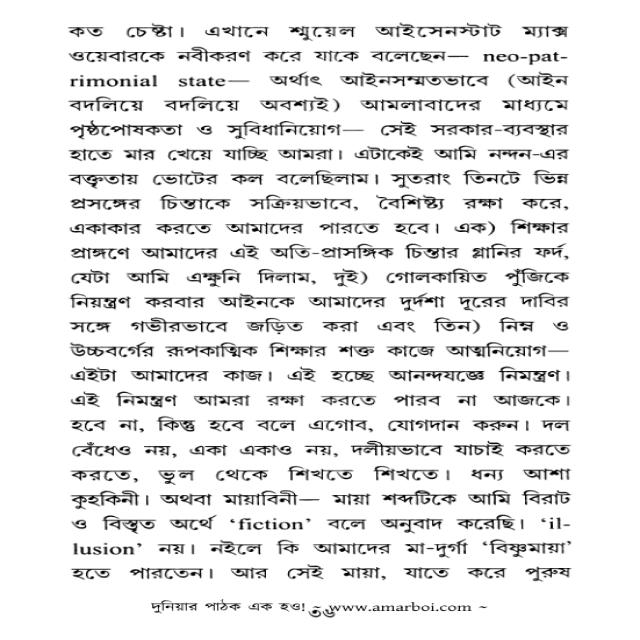 কত চেষ্টা। এখানে শ্মুয়েল আইসেনস্টাট ম্যাক্স
ওয়েবারকে নবীকরণ করে যাকে বলেছেন— neo-pat-
rimonial state— অর্থাৎ আইনসম্মতভাবে (আইন
বদলিয়ে বদলিয়ে অবশ্যই) আমলাবাদের মাধ্যমে
পৃষ্ঠপোষকতা ও সুবিধানিয়োগ— সেই সরকার-ব্যবস্থার
হাতে মার খেয়ে যাচ্ছি আমরা। এটাকেই আমি নন্দন-এর
বক্তৃতায় ভোটের কল বলেছিলাম। সুতরাং তিনটে ভিন্ন
প্রসঙ্গের চিন্তাকে সক্রিয়ভাবে, বৈশিষ্ট্য রক্ষা করে,
একাকার করতে আমাদের পারতে হবে। এক) শিক্ষার
প্রাঙ্গণে আমাদের এই অতি-প্রাসঙ্গিক চিন্তার গ্লানির ফর্দ,
যেটা আমি এক্ষুনি দিলাম, দুই) গোলকায়িত পুঁজিকে
নিয়ন্ত্রণ করবার আইনকে আমাদের দুর্দশা দূরের দাবির
সঙ্গে গভীরভাবে জড়িত করা এবং তিন) নিম্ন ও
উচ্চবর্গের রূপকাত্মিক শিক্ষার শক্ত কাজে আত্মনিয়োগ—
এইটা আমাদের কাজ। এই হচ্ছে আনন্দযজ্ঞে নিমন্ত্রণ।
এই নিমন্ত্রণ আমরা রক্ষা করতে পারব না আজকে।
হবে না, কিন্তু হবে বলে এগোব, যোগদান করুন। দল
বেঁধেও নয়, একা একাও নয়, দলীয়ভাবে যাচাই করতে
করতে, ভুল থেকে শিখতে শিখতে। ধন্য আশা
কুহকিনী। অথবা মায়াবিনী— মায়া শব্দটিকে আমি বিরাট
ও বিস্তৃত অর্থে ‘fiction’ বলে অনুবাদ করেছি। ‘il-
lusion’ নয়। নইলে কি আমাদের মা-দুর্গা ‘বিষ্ণুমায়া’
হতে পারতেন। আর সেই মায়া, যাতে করে পুরুষ
দুনিয়ার পাঠক এক হও! ~ ৩৬ www.amarboi.com ~